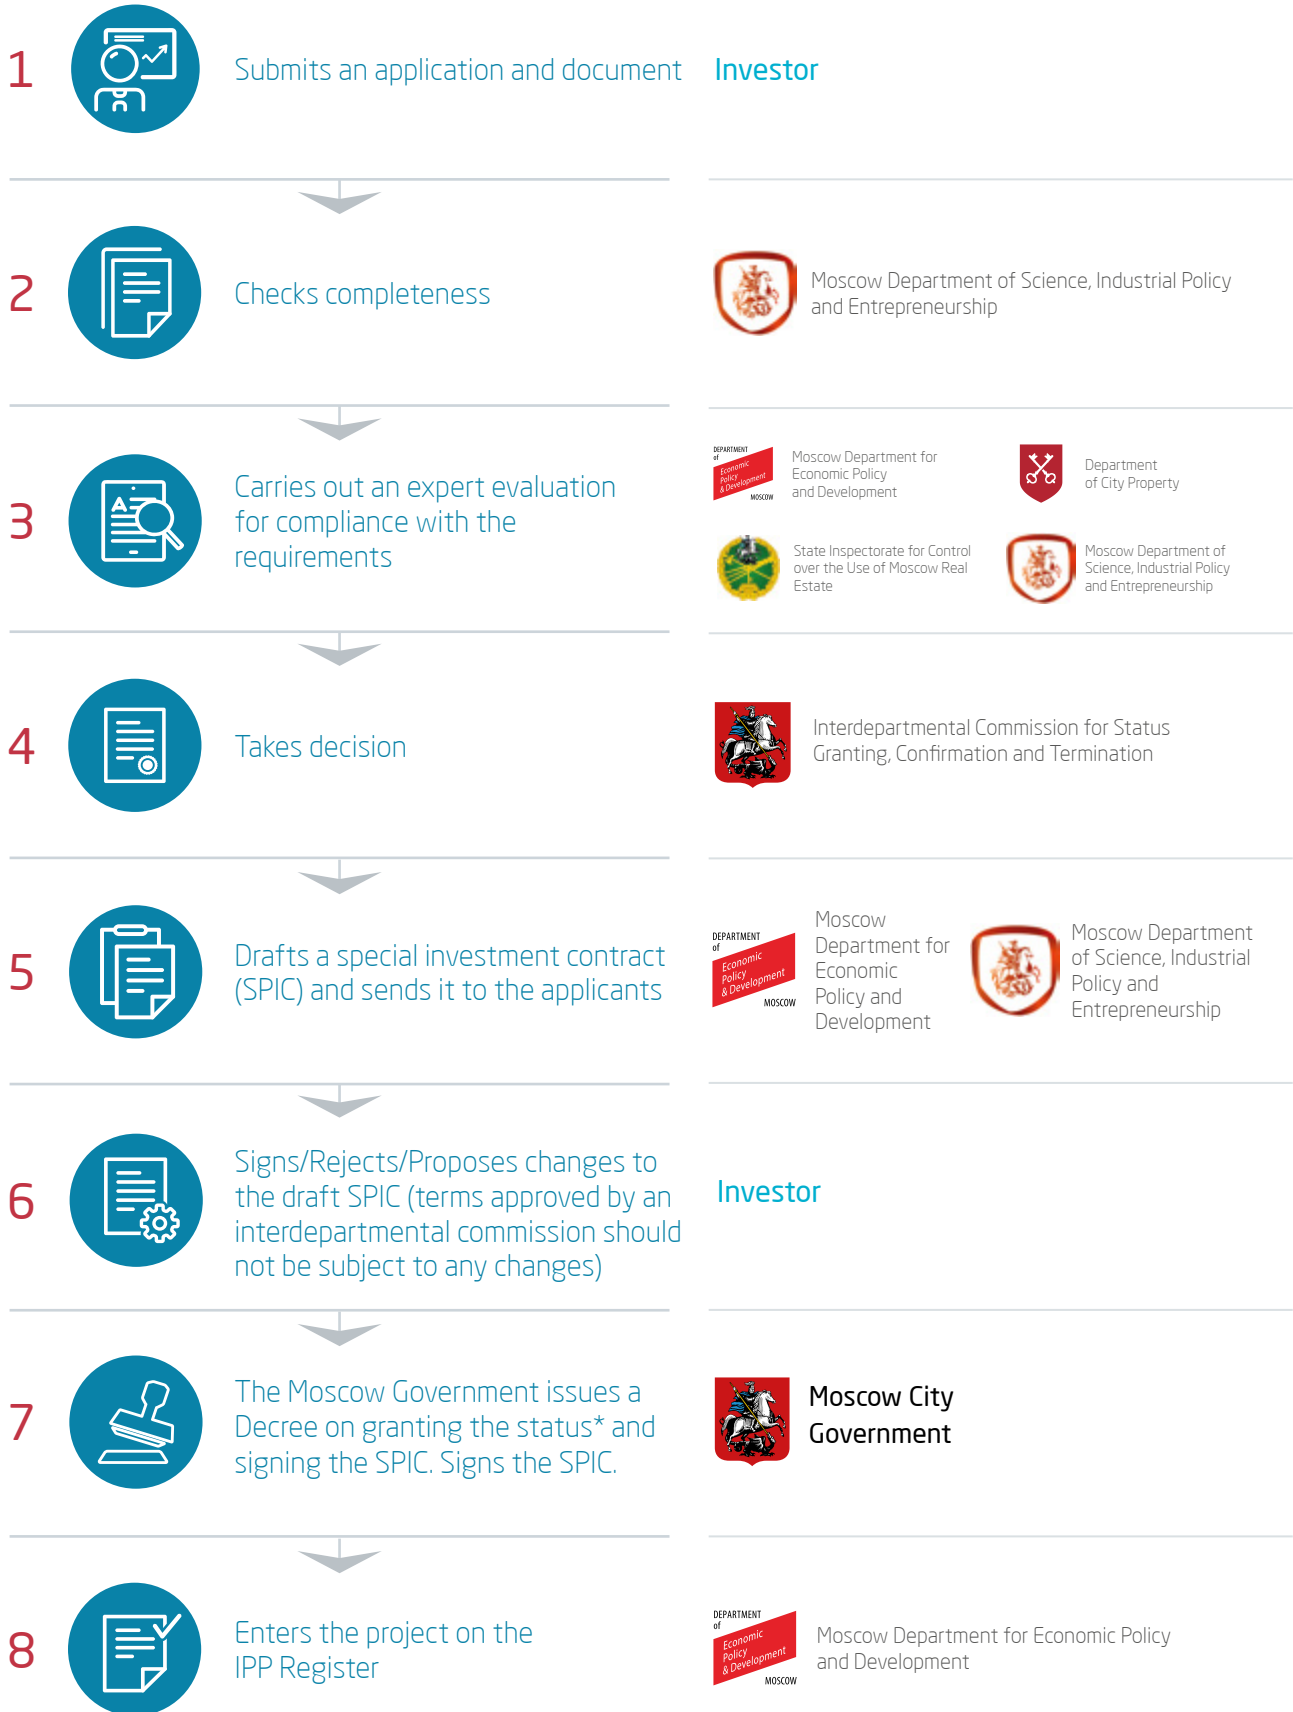 1
Submits an application and document
Investor
2
Checks completeness
Moscow Department of Science, Industrial Policy
and Entrepreneurship
3
Carries out an expert evaluation
for compliance with the
requirements
DEPARTMENT
of
Economic
Policy
& Development
MOSCOW
Moscow Department for
Economic Policy
and Development
Department
of City Property
State Inspectorate for Control
over the Use of Moscow Real
Estate
Moscow Department of
Science, Industrial Policy
and Entrepreneurship
4
Takes decision
Interdepartmental Commission for Status
Granting, Confirmation and Termination
5
Drafts a special investment contract
(SPIC) and sends it to the applicants
DEPARTMENT
of
Economic
Policy
& Development
MOSCOW
Moscow
Department for
Economic
Policy and
Development
Moscow Department
of Science, Industrial
Policy and
Entrepreneurship
6
Signs/Rejects/Proposes changes to
the draft SPIC (terms approved by an
interdepartmental commission should
not be subject to any changes)
Investor
7
The Moscow Government issues a
Decree on granting the status* and
signing the SPIC. Signs the SPIC.
Moscow City
Government
8
Enters the project on the
IPP Register
DEPARTMENT
of
Economic
Policy
& Development
MOSCOW
Moscow Department for Economic Policy
and Development